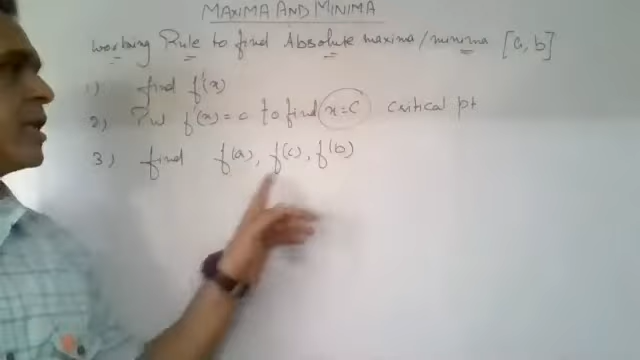 MAXIMA AND MINIMA
Working Rule to find Absolute maxima/minima [a, b]
1) find f'(x)
2) Put f'(x)=0 to find x=c critical pt
3) find f(a), f(c), f(b)